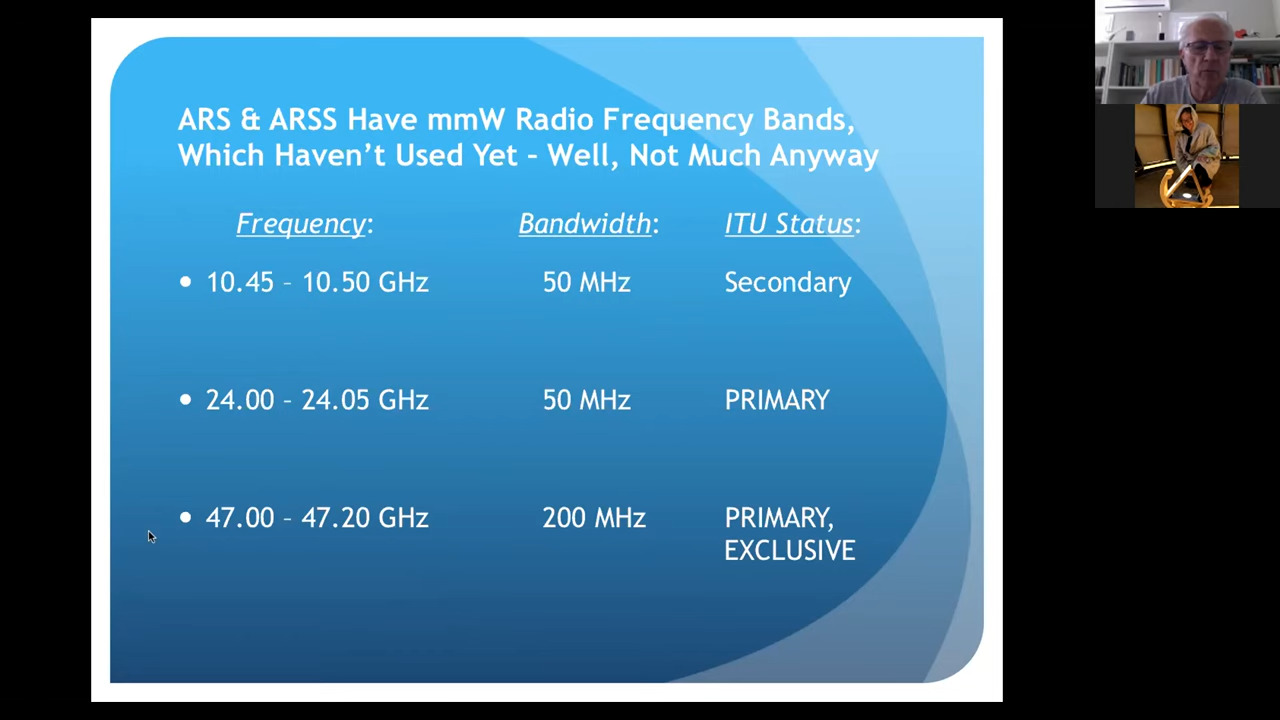 ARS & ARSS Have mmW Radio Frequency Bands,
Which Haven’t Used Yet – Well, Not Much Anyway
Frequency: Bandwidth: ITU Status:
• 10.45 – 10.50 GHz 50 MHz Secondary
• 24.00 – 24.05 GHz 50 MHz PRIMARY
• 47.00 – 47.20 GHz 200 MHz PRIMARY,
EXCLUSIVE